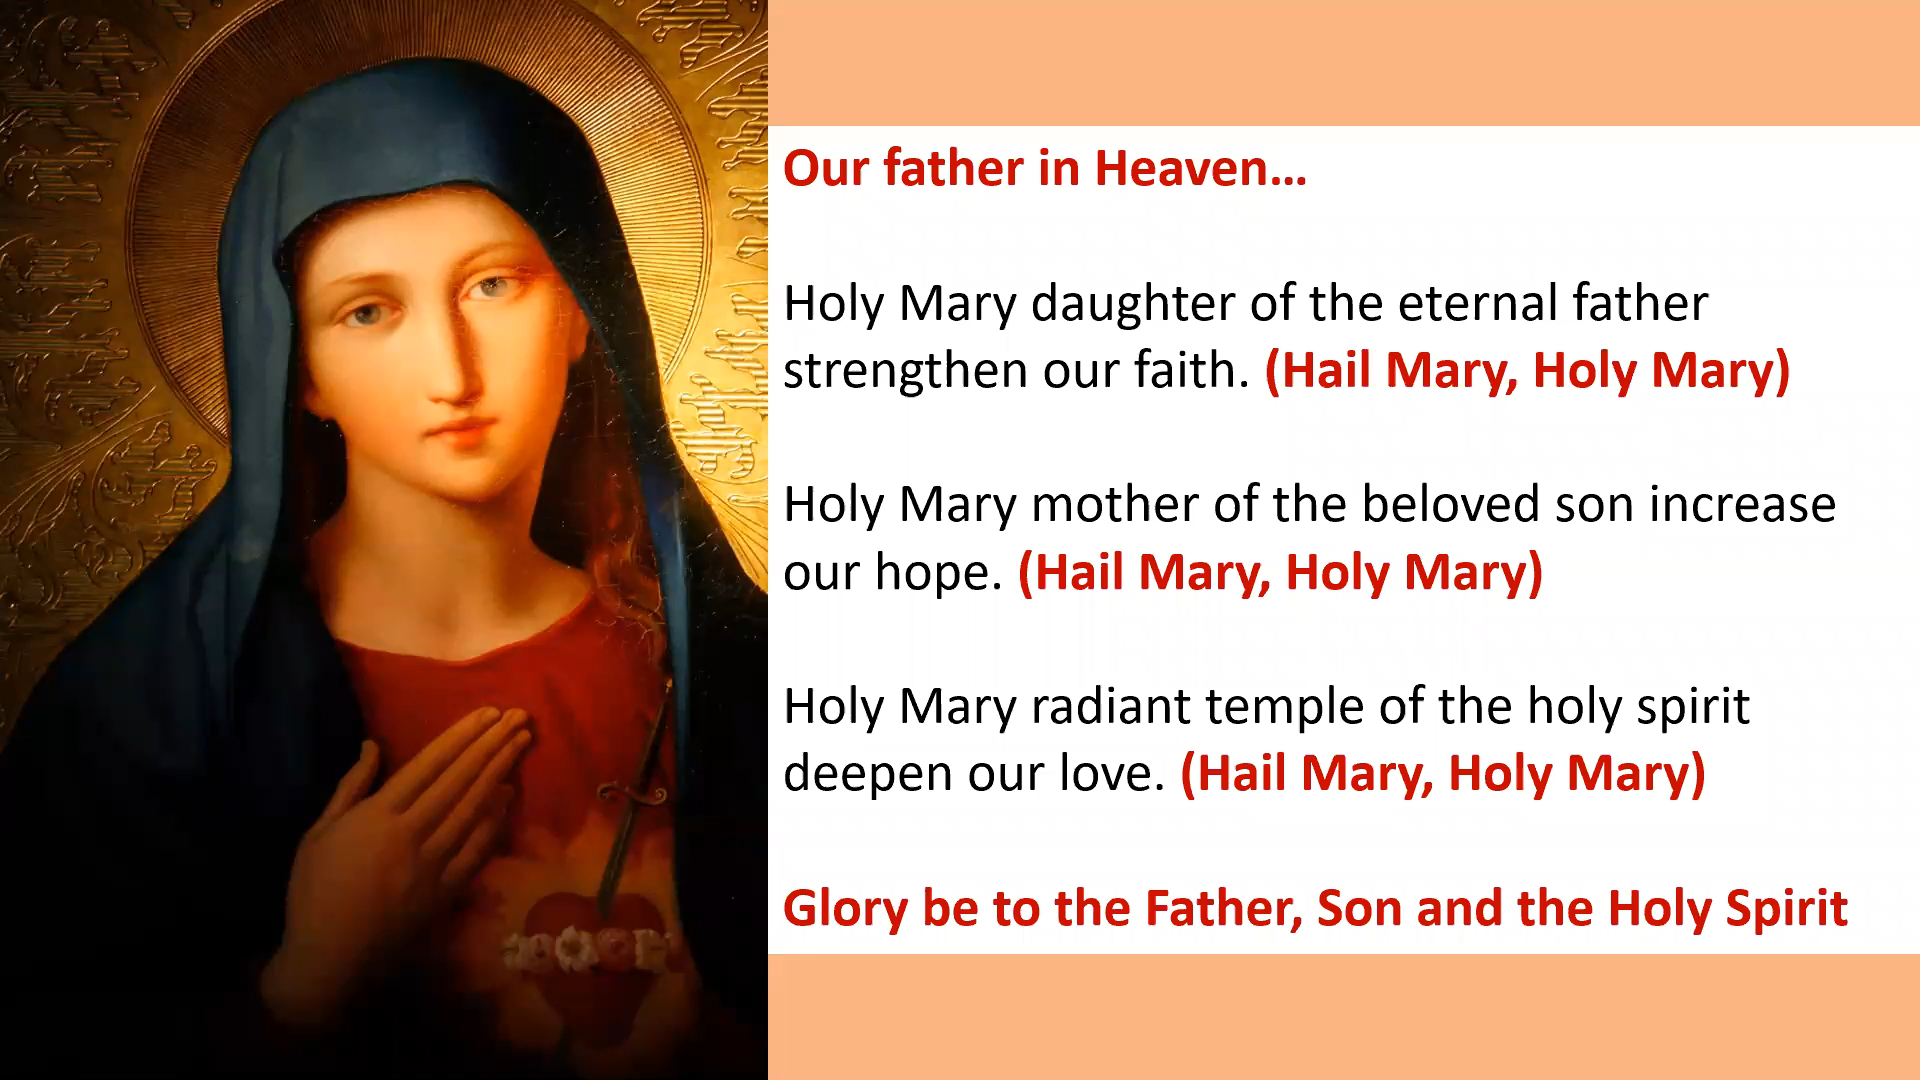 Our father in Heaven...
Holy Mary daughter of the eternal father
strengthen our faith. (Hail Mary, Holy Mary)
Holy Mary mother of the beloved son increase
our hope. (Hail Mary, Holy Mary)
Holy Mary radiant temple of the holy spirit
deepen our love. (Hail Mary, Holy Mary)
Glory be to the Father, Son and the Holy Spirit